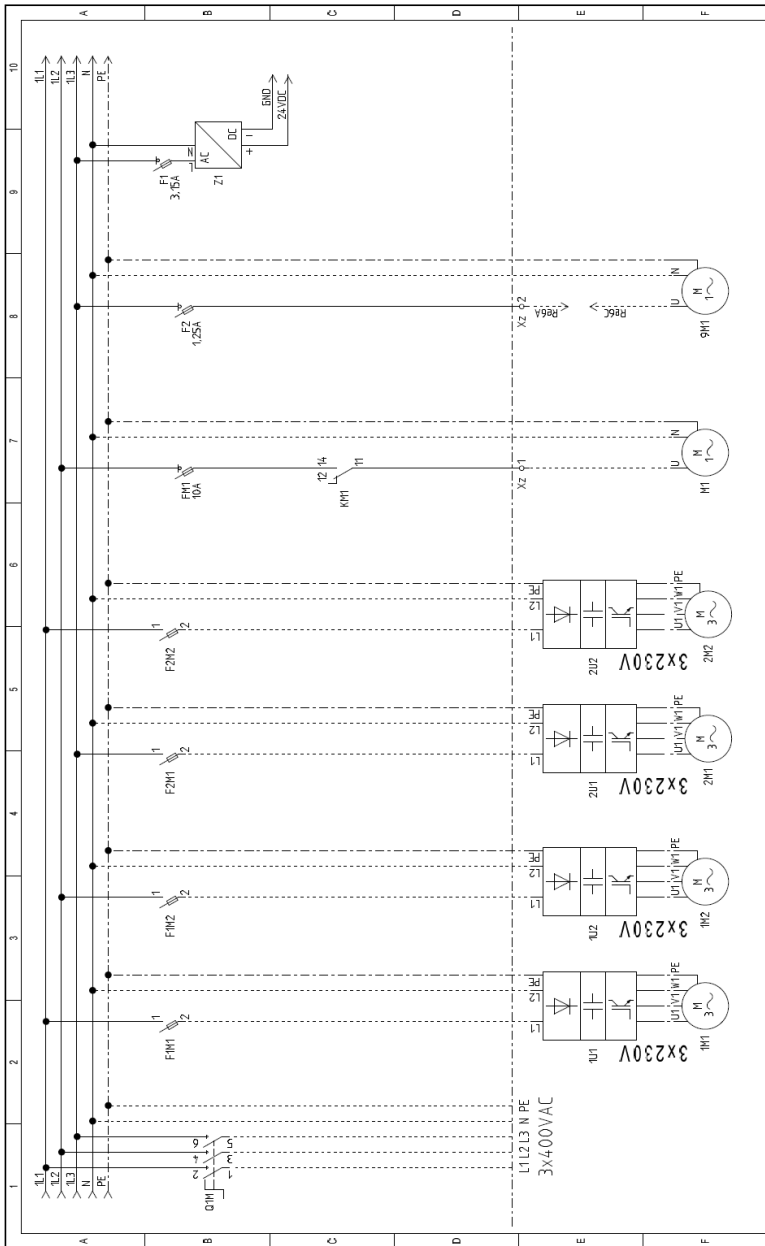 1 2 3 4 5 6 7 8 9 10
A A
1L1 1L1
1L2 1L2
1L3 1L3
N N
PE PE
B B
Q1M
2 4 6
1 3 5
F1M1
1
2
F1M2
1
2
F2M1
1
2
F2M2
1
2
FM1
10A
F2
1,25A
F1
3,15A
L N
AC
DC
Z1
+ -
GND
24VDC
C C
12 14
KM1
11
D D
L1 L2 L3 N PE
3x400VAC
Xz 1
Xz 2
E E
L1 L2 PE
1U1
L1 L2 PE
1U2
L1 L2 PE
2U1
L1 L2 PE
2U2
Re6A
Re6C
3x230V
3x230V
3x230V
3x230V
F F
U1 V1 W1 PE
M
3~
1M1
U1 V1 W1 PE
M
3~
1M2
U1 V1 W1 PE
M
3~
2M1
U1 V1 W1 PE
M
3~
2M2
U N
M
1~
M1
U N
M
1~
9M1